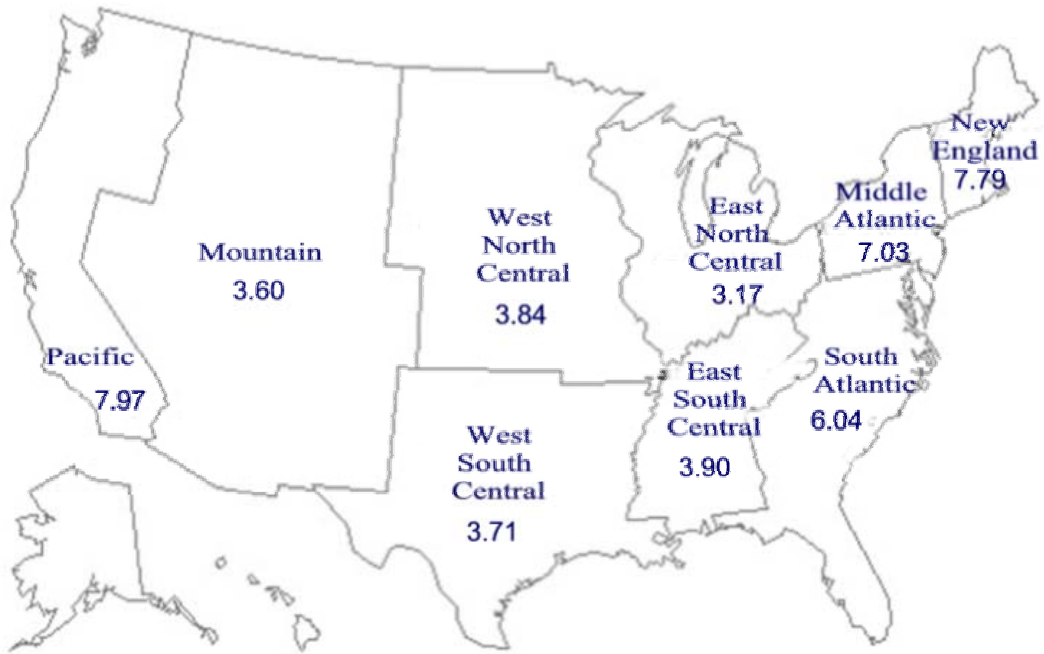 New
England
7.79
Middle
Atlantic
7.03
East
North
Central
3.17
West
North
Central
3.84
Mountain
3.60
Pacific
7.97
South
Atlantic
6.04
East
South
Central
3.90
West
South
Central
3.71